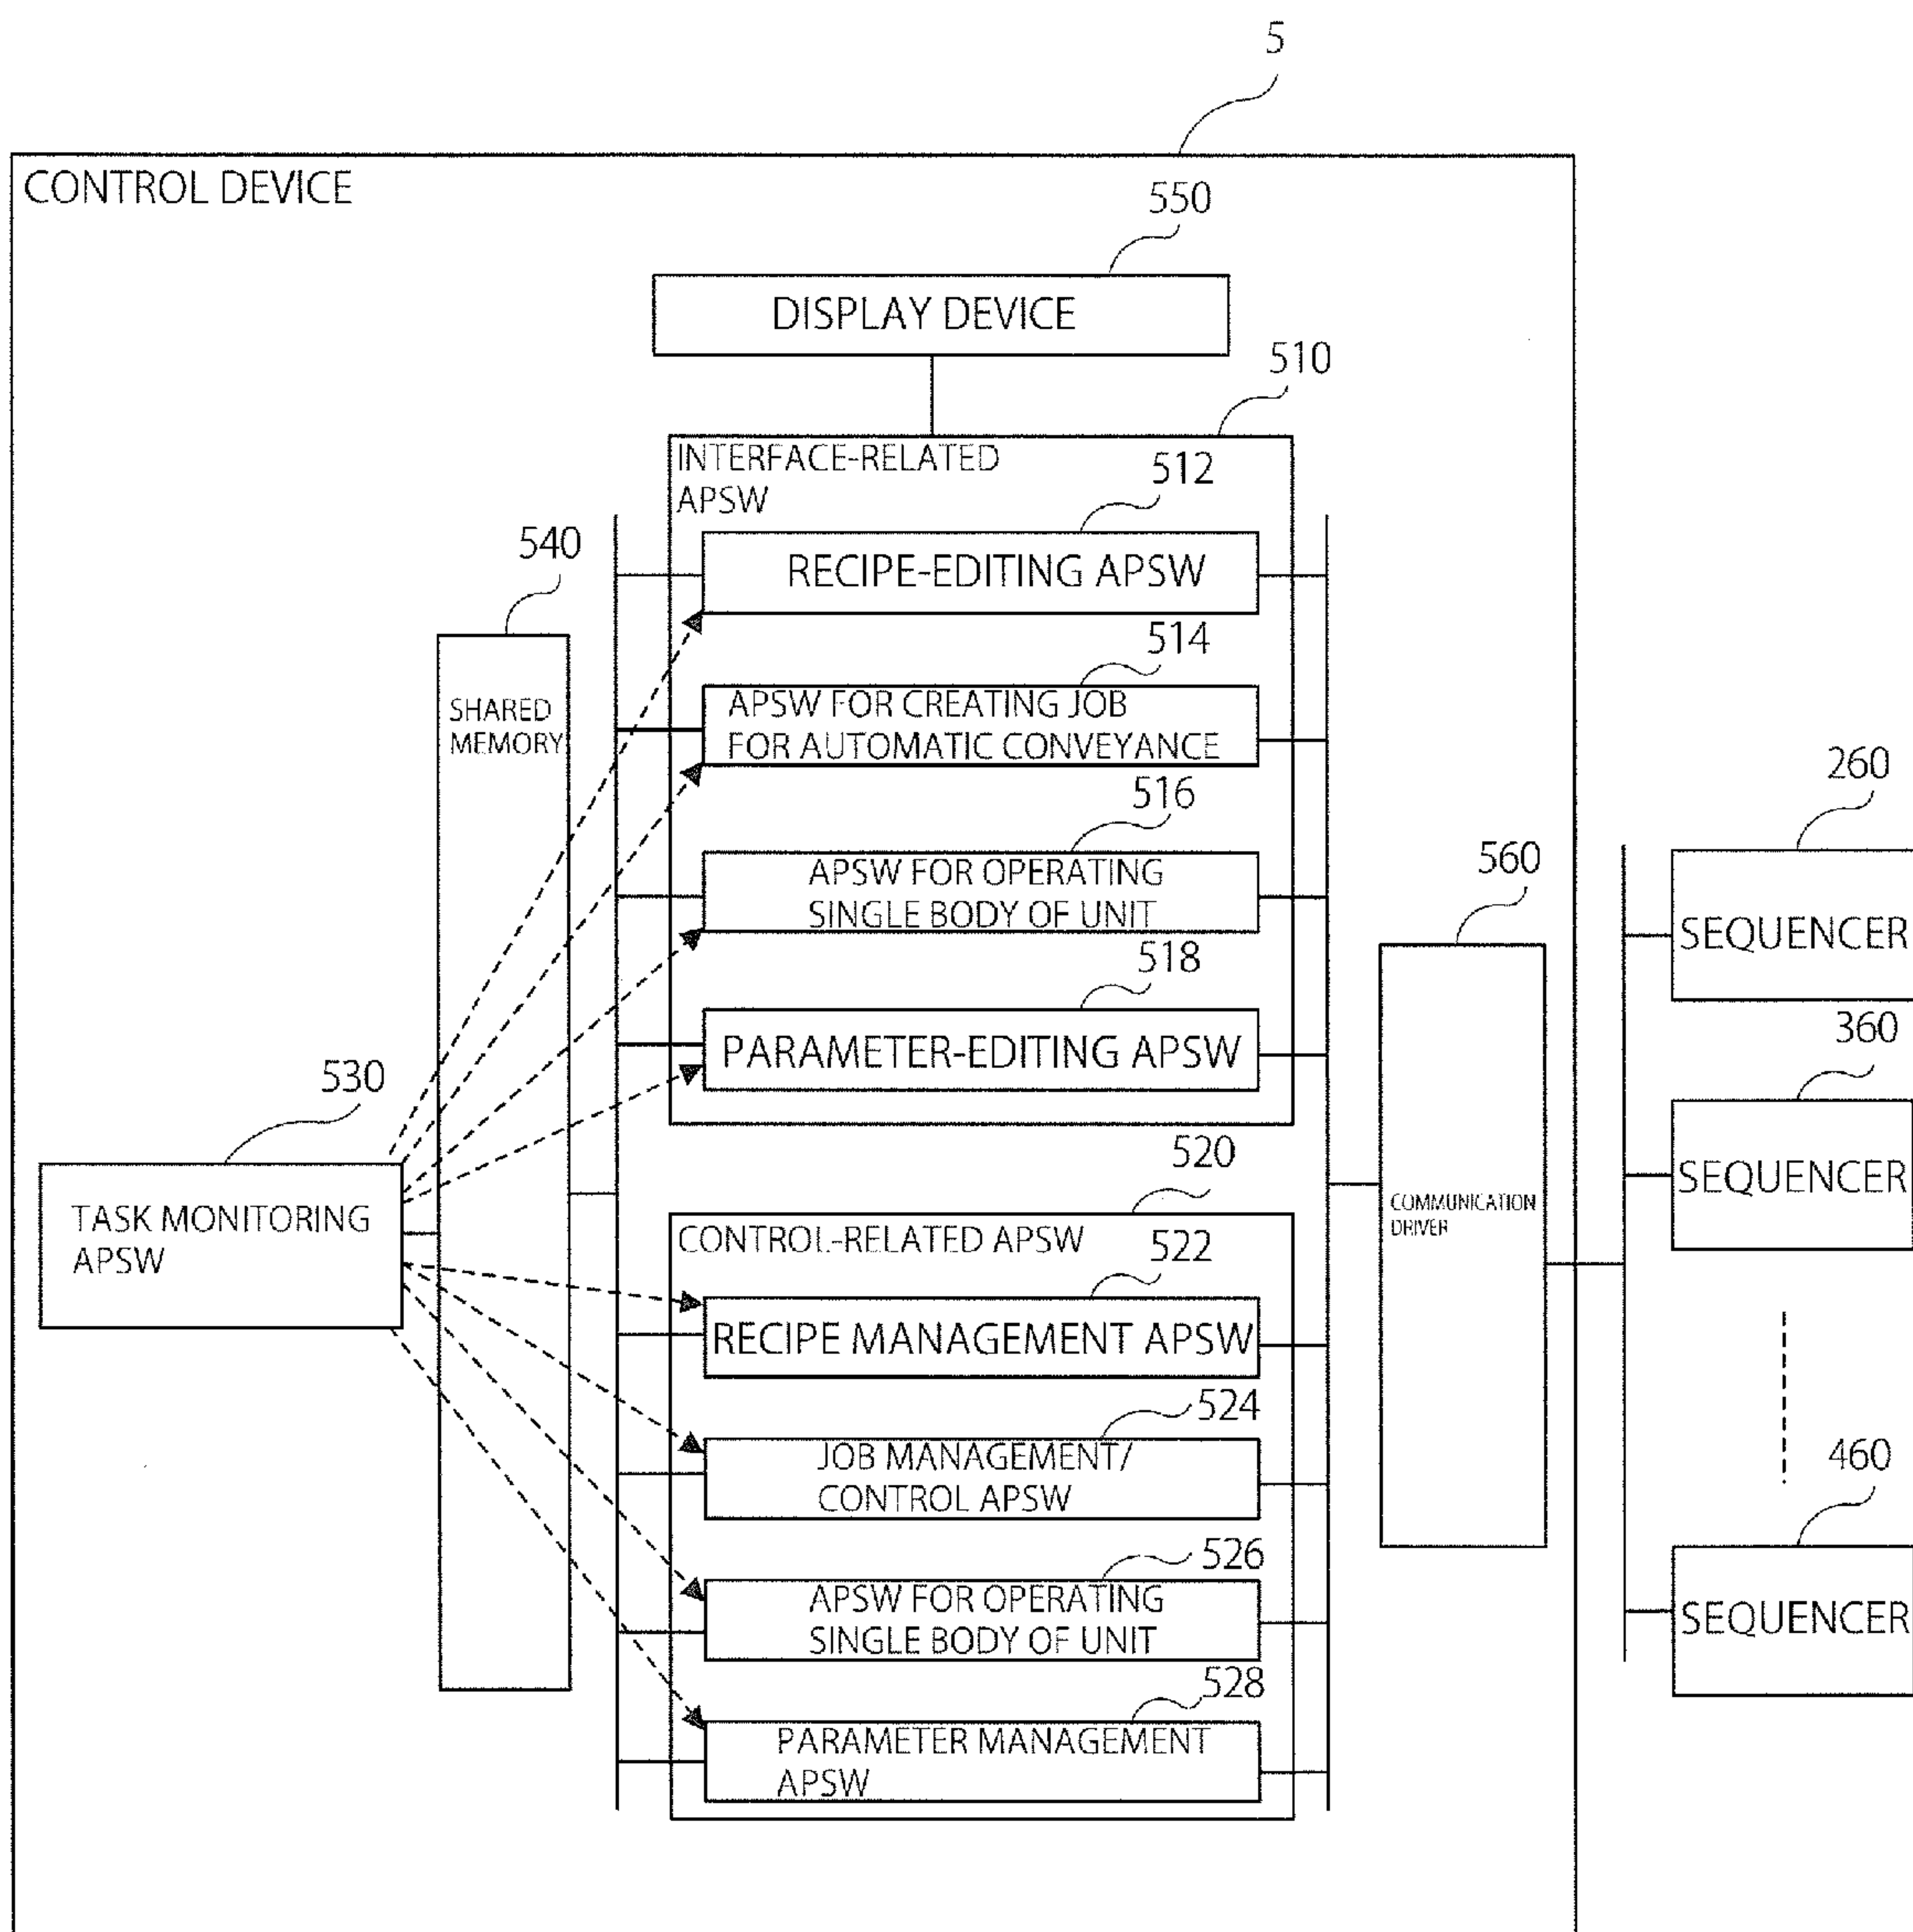 5
CONTROL DEVICE
550
DISPLAY DEVICE
510
INTERFACE-RELATED
APSW
512
RECIPE-EDITING APSW
540
SHARED
MEMORY
514
APSW FOR CREATING JOB
FOR AUTOMATIC CONVEYANCE
516
APSW FOR OPERATING
SINGLE BODY OF UNIT
518
PARAMETER-EDITING APSW
530
TASK MONITORING
APSW
520
CONTROL-RELATED APSW
522
RECIPE MANAGEMENT APSW
524
JOB MANAGEMENT/
CONTROL APSW
526
APSW FOR OPERATING
SINGLE BODY OF UNIT
528
PARAMETER MANAGEMENT
APSW
560
COMMUNICATION
DRIVER
260
SEQUENCER
360
SEQUENCER
460
SEQUENCER